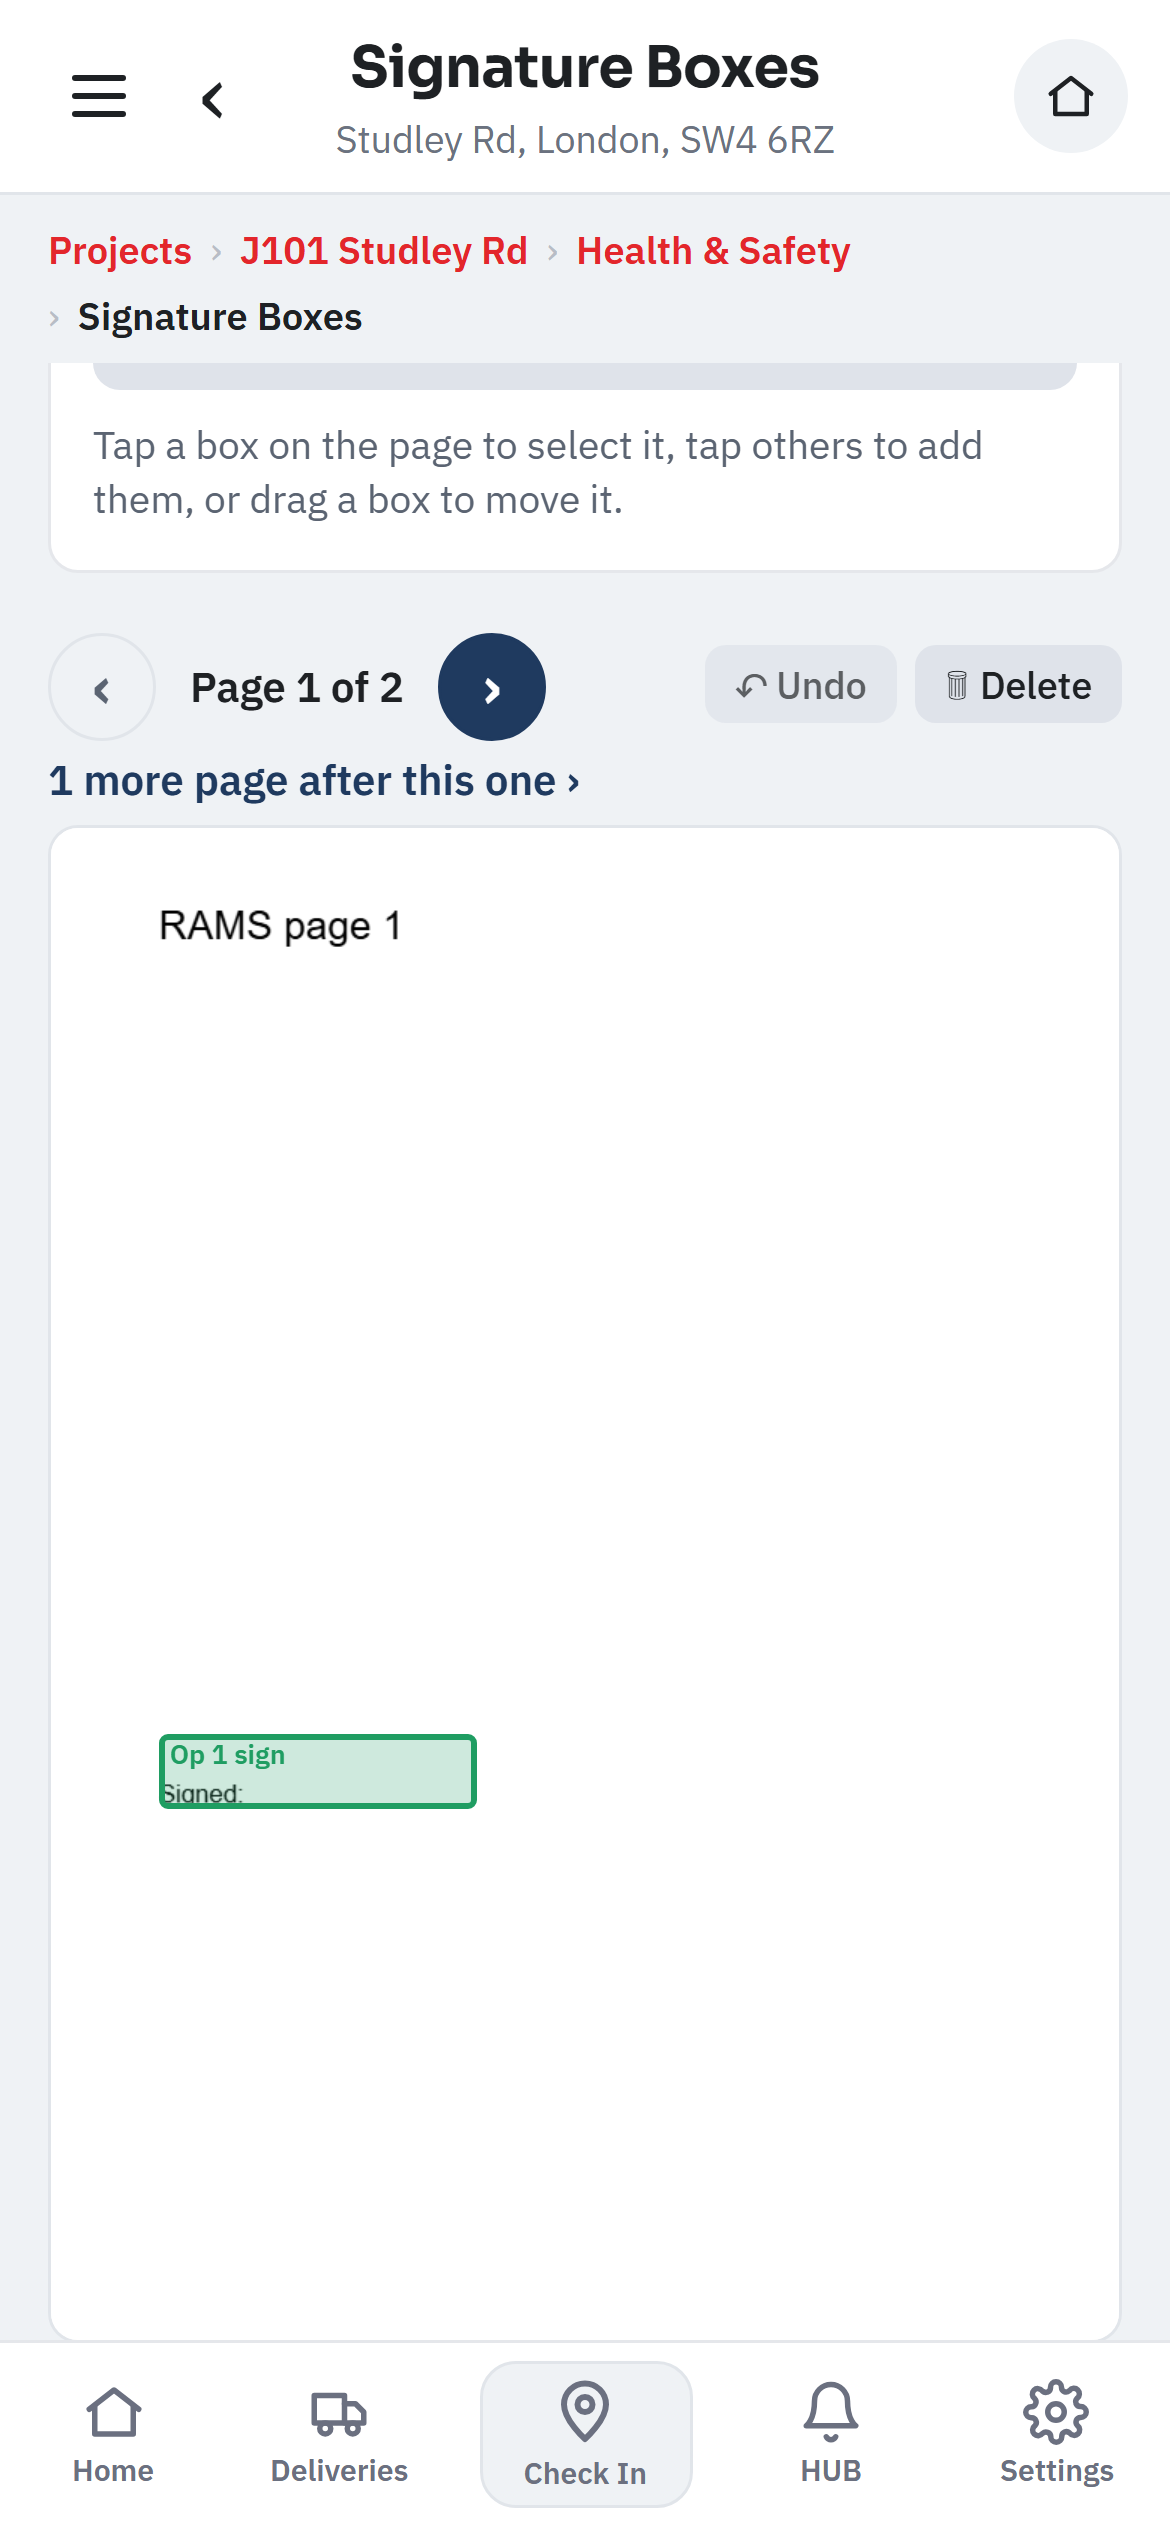 Signature Boxes
Studley Rd, London, SW4 6RZ
Projects › J101 Studley Rd › Health & Safety
› Signature Boxes
Tap a box on the page to select it, tap others to add
them, or drag a box to move it.
‹ Page 1 of 2 ›
↶ Undo
🗑 Delete
1 more page after this one ›
RAMS page 1
Op 1 sign
Signed:
Home
Deliveries
Check In
HUB
Settings